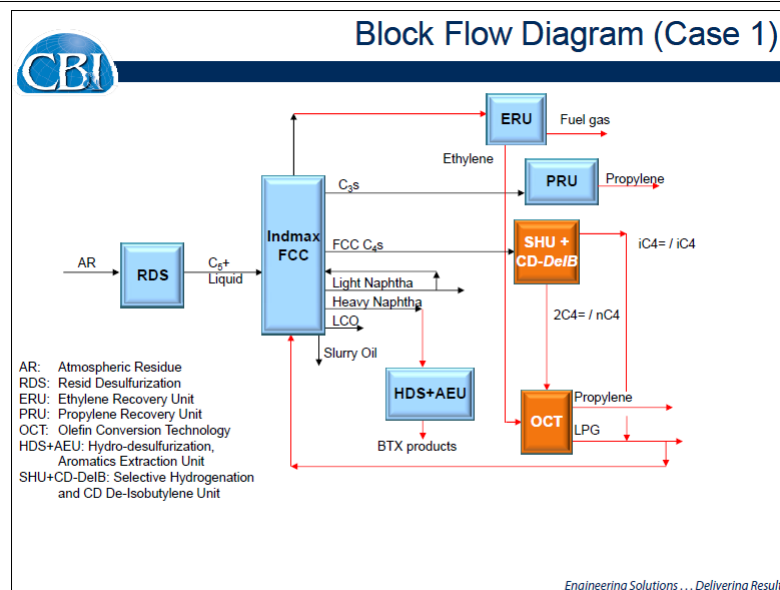 Block Flow Diagram (Case 1)
CB&I
ERU
Fuel gas
Ethylene
C3s
PRU
Propylene
Indmax
FCC
FCC C4s
SHU +
CD-DeIB
iC4= / iC4
AR
RDS
C5+
Liquid
Light Naphtha
Heavy Naphtha
LCO
2C4= / nC4
Slurry Oil
AR: Atmospheric Residue
RDS: Resid Desulfurization
ERU: Ethylene Recovery Unit
PRU: Propylene Recovery Unit
OCT: Olefin Conversion Technology
HDS+AEU: Hydro-desulfurization,
Aromatics Extraction Unit
SHU+CD-DeIB: Selective Hydrogenation
and CD De-Isobutylene Unit
HDS+AEU
BTX products
OCT
Propylene
LPG
Engineering Solutions . . . Delivering Result